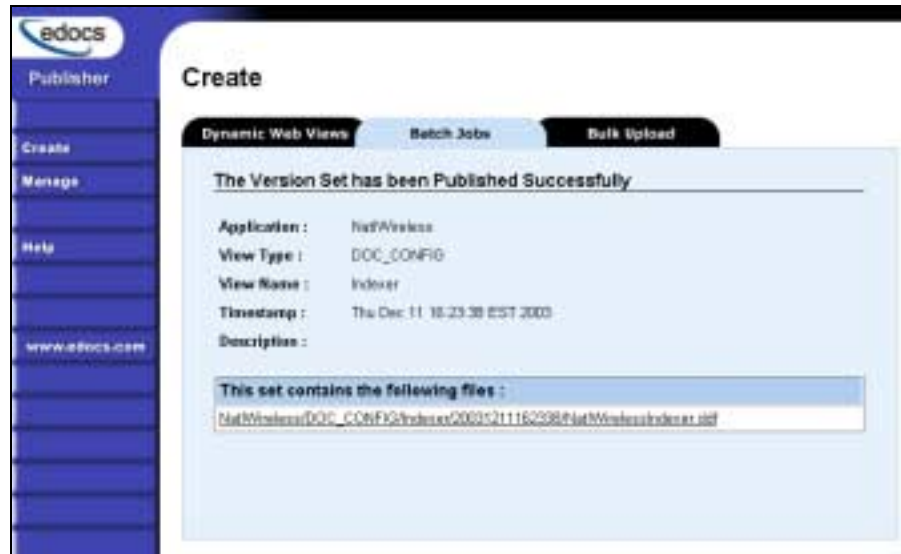 edocs
Publisher
Create
Manage
Help
www.edocs.com
Create
Dynamic Web Views
Batch Jobs
Bulk Upload
The Version Set has been Published Successfully
Application : NatlWireless
View Type : DOC_CONFIG
View Name : Indexer
Timestamp : Thu Dec 11 16:23:38 EST 2003
Description :
This set contains the following files :
NatlWireless/DOC_CONFIG/Indexer/20031211162338/NatlWirelessIndexer.ddf